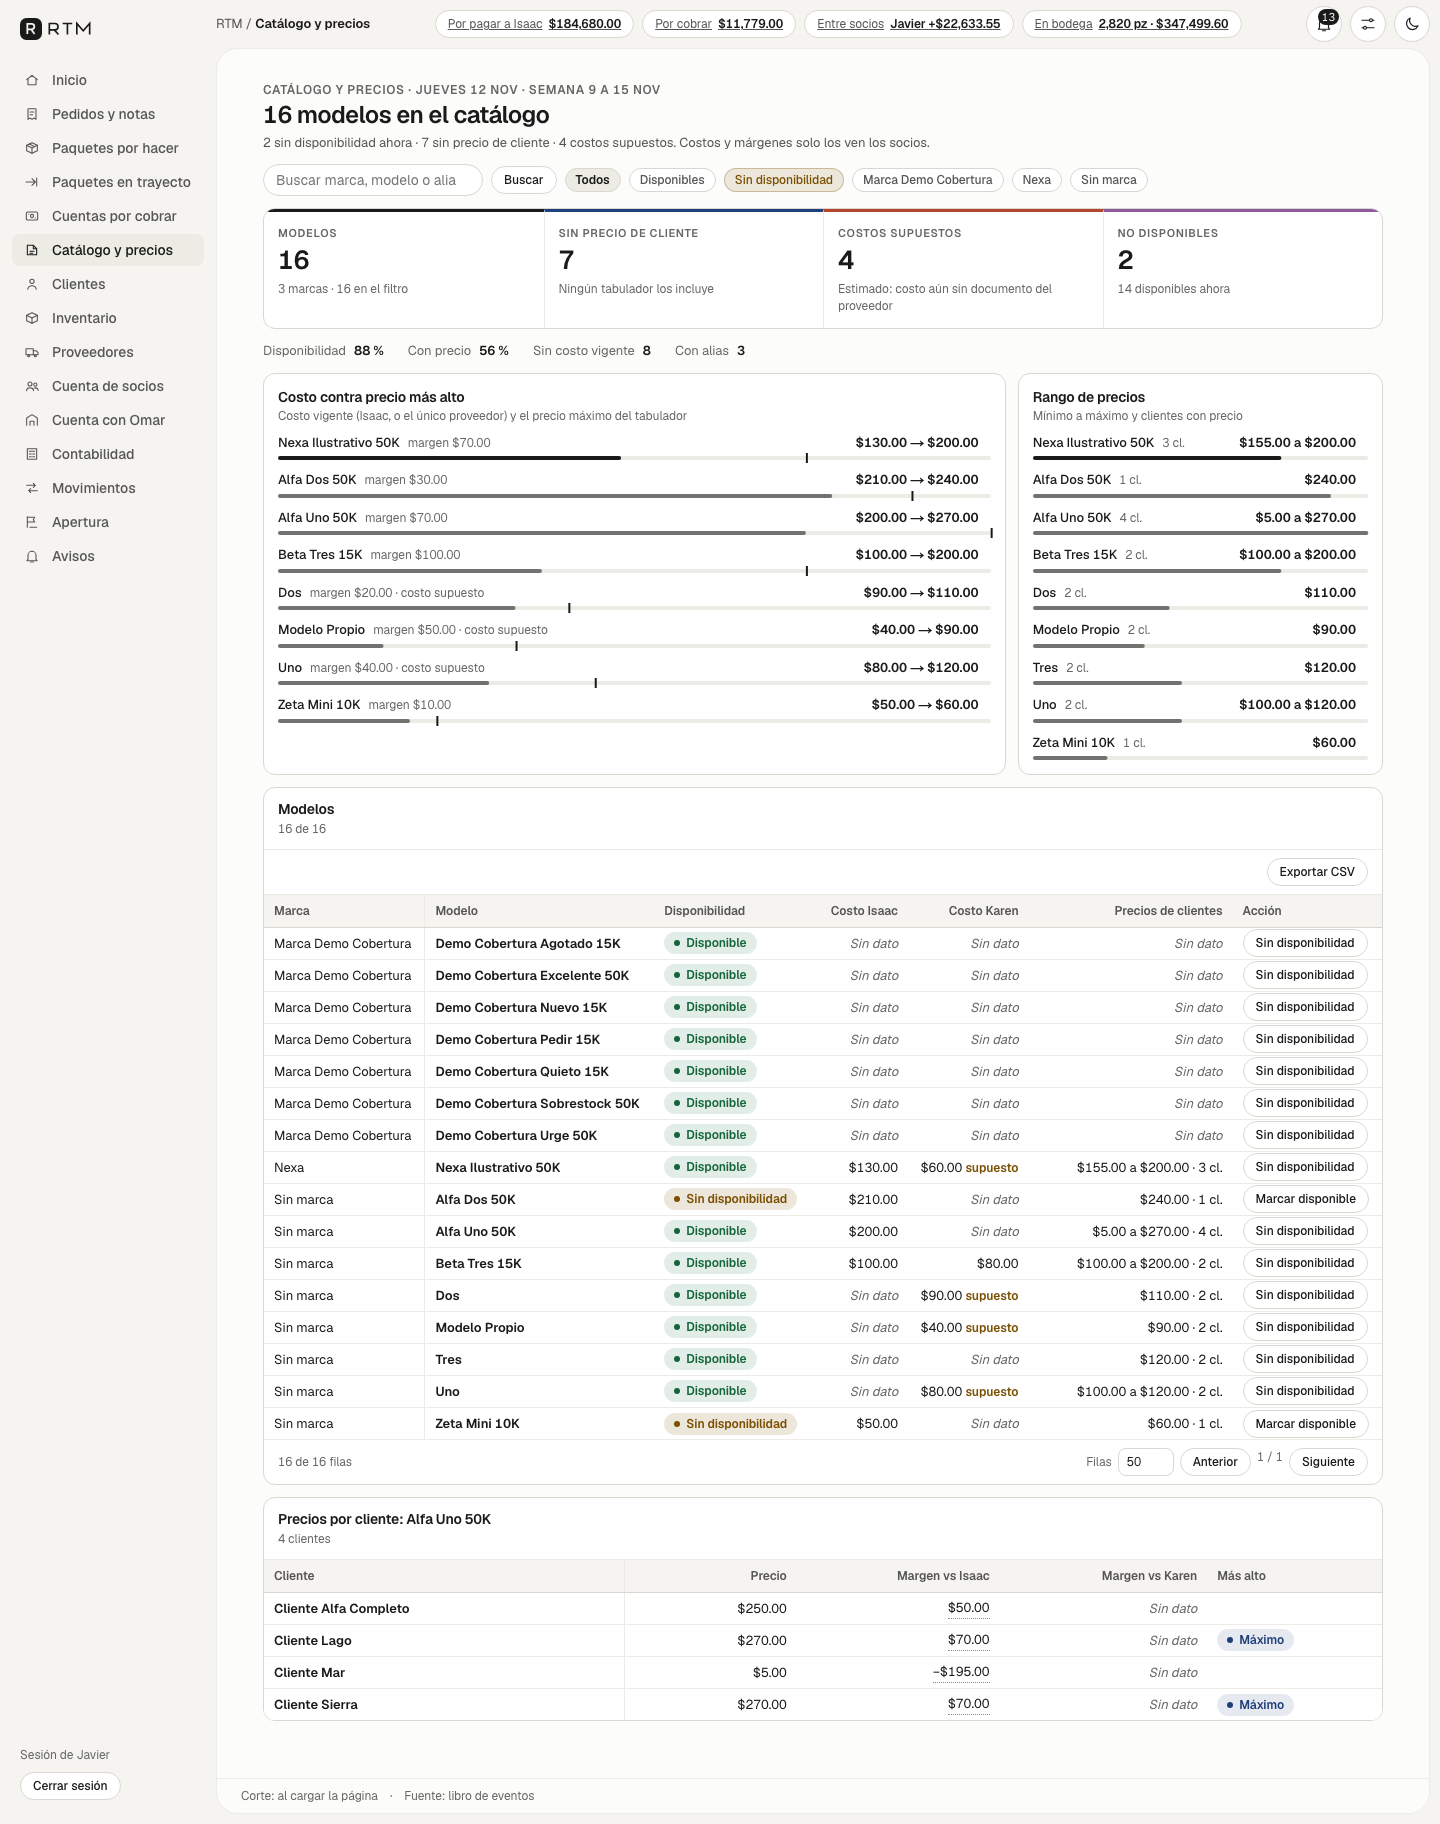 R RTM
RTM / Catálogo y precios
Por pagar a Isaac $184,680.00
Por cobrar $11,779.00
Entre socios Javier +$22,633.55
En bodega 2,820 pz · $347,499.60
13
Inicio
Pedidos y notas
Paquetes por hacer
Paquetes en trayecto
Cuentas por cobrar
Catálogo y precios
Clientes
Inventario
Proveedores
Cuenta de socios
Cuenta con Omar
Contabilidad
Movimientos
Apertura
Avisos
Sesión de Javier
Cerrar sesión
CATÁLOGO Y PRECIOS · JUEVES 12 NOV · SEMANA 9 A 15 NOV
16 modelos en el catálogo
2 sin disponibilidad ahora · 7 sin precio de cliente · 4 costos supuestos. Costos y márgenes solo los ven los socios.
Buscar marca, modelo o alia
Buscar
Todos
Disponibles
Sin disponibilidad
Marca Demo Cobertura
Nexa
Sin marca
MODELOS
16
3 marcas · 16 en el filtro
SIN PRECIO DE CLIENTE
7
Ningún tabulador los incluye
COSTOS SUPUESTOS
4
Estimado: costo aún sin documento del
proveedor
NO DISPONIBLES
2
14 disponibles ahora
Disponibilidad 88 % Con precio 56 % Sin costo vigente 8 Con alias 3
Costo contra precio más alto
Costo vigente (Isaac, o el único proveedor) y el precio máximo del tabulador
Nexa Ilustrativo 50K margen $70.00 $130.00 → $200.00
Alfa Dos 50K margen $30.00 $210.00 → $240.00
Alfa Uno 50K margen $70.00 $200.00 → $270.00
Beta Tres 15K margen $100.00 $100.00 → $200.00
Dos margen $20.00 · costo supuesto $90.00 → $110.00
Modelo Propio margen $50.00 · costo supuesto $40.00 → $90.00
Uno margen $40.00 · costo supuesto $80.00 → $120.00
Zeta Mini 10K margen $10.00 $50.00 → $60.00
Rango de precios
Mínimo a máximo y clientes con precio
Nexa Ilustrativo 50K 3 cl. $155.00 a $200.00
Alfa Dos 50K 1 cl. $240.00
Alfa Uno 50K 4 cl. $5.00 a $270.00
Beta Tres 15K 2 cl. $100.00 a $200.00
Dos 2 cl. $110.00
Modelo Propio 2 cl. $90.00
Tres 2 cl. $120.00
Uno 2 cl. $100.00 a $120.00
Zeta Mini 10K 1 cl. $60.00
Modelos
16 de 16
Exportar CSV
Marca Modelo Disponibilidad Costo Isaac Costo Karen Precios de clientes Acción
Marca Demo Cobertura Demo Cobertura Agotado 15K Disponible Sin dato Sin dato Sin dato Sin disponibilidad
Marca Demo Cobertura Demo Cobertura Excelente 50K Disponible Sin dato Sin dato Sin dato Sin disponibilidad
Marca Demo Cobertura Demo Cobertura Nuevo 15K Disponible Sin dato Sin dato Sin dato Sin disponibilidad
Marca Demo Cobertura Demo Cobertura Pedir 15K Disponible Sin dato Sin dato Sin dato Sin disponibilidad
Marca Demo Cobertura Demo Cobertura Quieto 15K Disponible Sin dato Sin dato Sin dato Sin disponibilidad
Marca Demo Cobertura Demo Cobertura Sobrestock 50K Disponible Sin dato Sin dato Sin dato Sin disponibilidad
Marca Demo Cobertura Demo Cobertura Urge 50K Disponible Sin dato Sin dato Sin dato Sin disponibilidad
Nexa Nexa Ilustrativo 50K Disponible $130.00 $60.00 supuesto $155.00 a $200.00 · 3 cl. Sin disponibilidad
Sin marca Alfa Dos 50K Sin disponibilidad $210.00 Sin dato $240.00 · 1 cl. Marcar disponible
Sin marca Alfa Uno 50K Disponible $200.00 Sin dato $5.00 a $270.00 · 4 cl. Sin disponibilidad
Sin marca Beta Tres 15K Disponible $100.00 $80.00 $100.00 a $200.00 · 2 cl. Sin disponibilidad
Sin marca Dos Disponible Sin dato $90.00 supuesto $110.00 · 2 cl. Sin disponibilidad
Sin marca Modelo Propio Disponible Sin dato $40.00 supuesto $90.00 · 2 cl. Sin disponibilidad
Sin marca Tres Disponible Sin dato Sin dato $120.00 · 2 cl. Sin disponibilidad
Sin marca Uno Disponible Sin dato $80.00 supuesto $100.00 a $120.00 · 2 cl. Sin disponibilidad
Sin marca Zeta Mini 10K Sin disponibilidad $50.00 Sin dato $60.00 · 1 cl. Marcar disponible
16 de 16 filas Filas 50 Anterior 1 / 1 Siguiente
Precios por cliente: Alfa Uno 50K
4 clientes
Cliente Precio Margen vs Isaac Margen vs Karen Más alto
Cliente Alfa Completo $250.00 $50.00 Sin dato
Cliente Lago $270.00 $70.00 Sin dato Máximo
Cliente Mar $5.00 −$195.00 Sin dato
Cliente Sierra $270.00 $70.00 Sin dato Máximo
Corte: al cargar la página · Fuente: libro de eventos